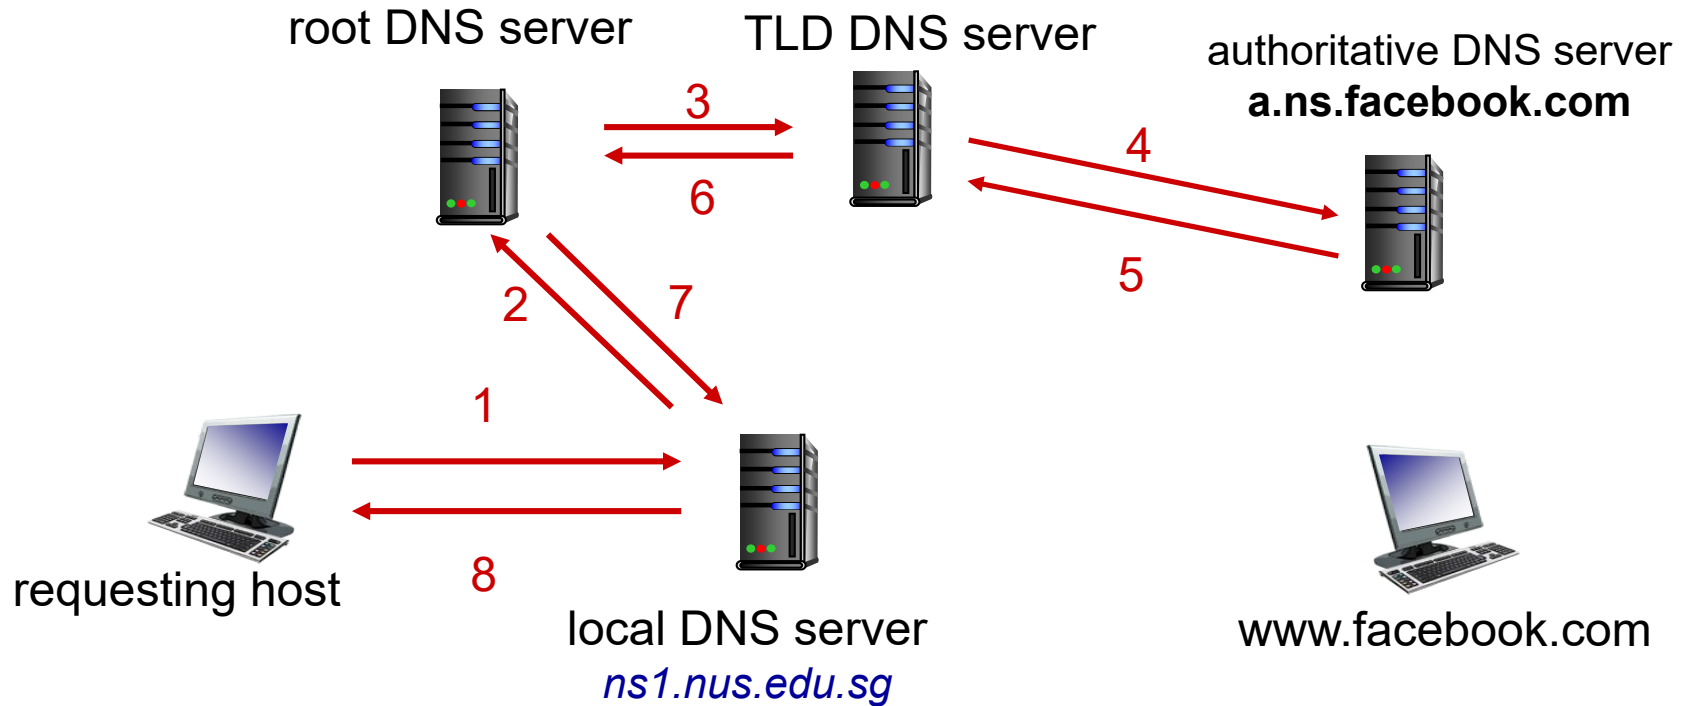 root DNS server
TLD DNS server
authoritative DNS server
a.ns.facebook.com
3
6
4
5
2
7
1
8
requesting host
local DNS server
ns1.nus.edu.sg
www.facebook.com